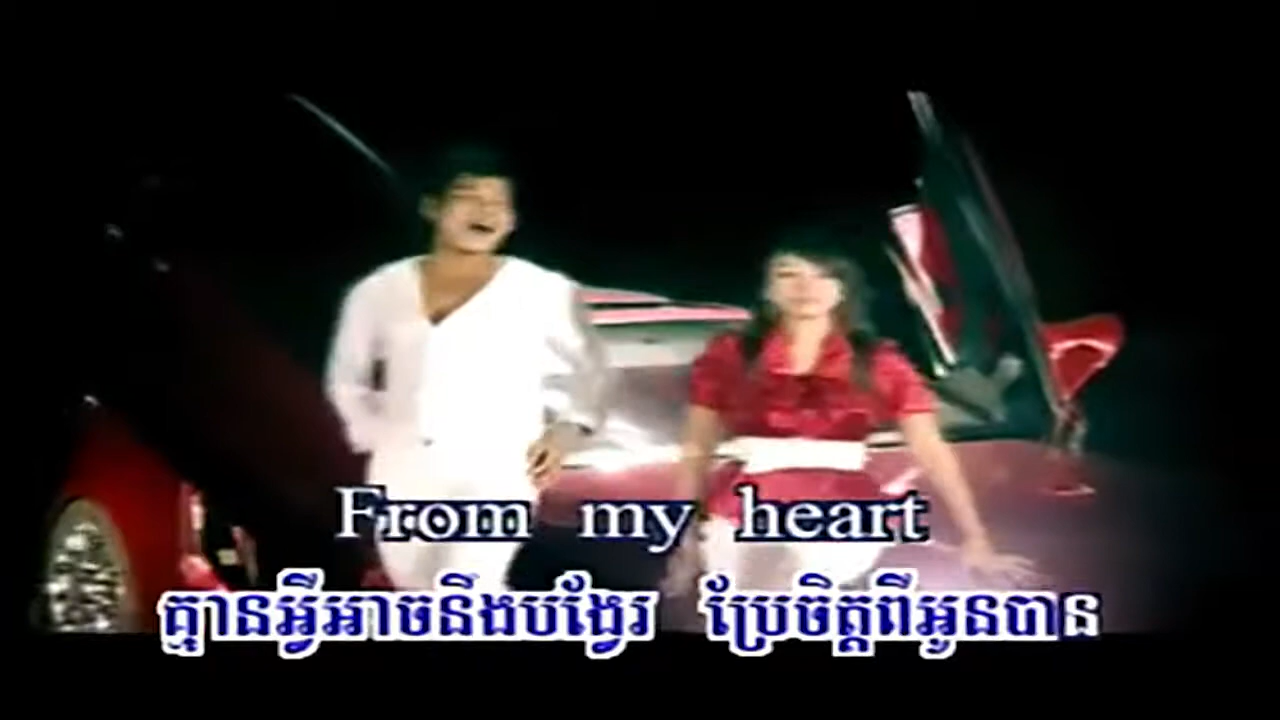 From my heart
គ្មានអ្វីអាចនឹងបង្វែរ ប្រែចិត្តពីអូនបាន